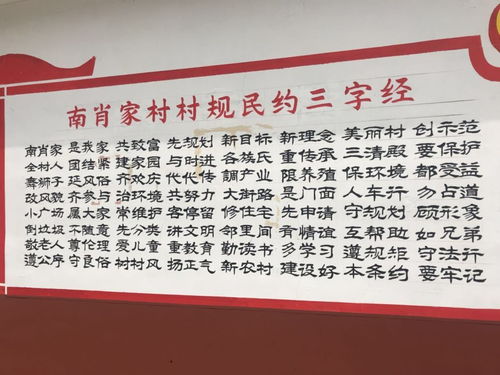 南肖家村村规民约三字经
南肖家 是我家 共致富 先规划 新目标 新理念 美丽村 创示范
全村人 团结紧 建家园 与时进 各族氏 重传承 三清殿 要保护
舞狮子 延风俗 齐欢庆 代代传 調产业 限养 保环境 都受益
改风貌 齐参与 治环境 共 大街路 是门面 人车行 勿占道
小广场 属大家 常维护 客停留 修住宅 先申请 守规划 顾形象
倒垃圾 不随意 先分类 讲文明 邻里间 有情谊 互帮助 如兄弟
敬老人 尊伦理 爱儿童 重教育 勤读书 多学习 遵规矩 守法行
遵公序 守良俗 村村风 扬正气 新农村 建设好 本条约 要牢记